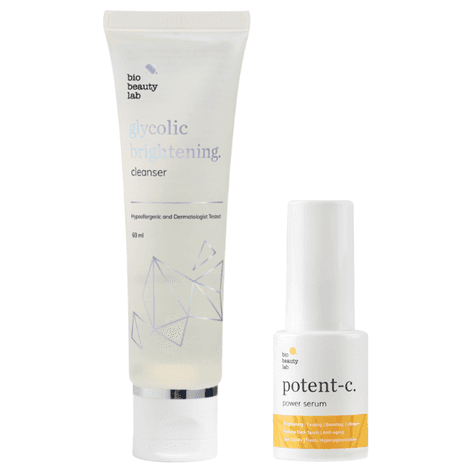 bio
beauty
lab
glycolic
brightening.
cleanser
Hypoallergenic and Dermatologist Tested
60 ml
bio
beauty
lab
potent-c.
power serum